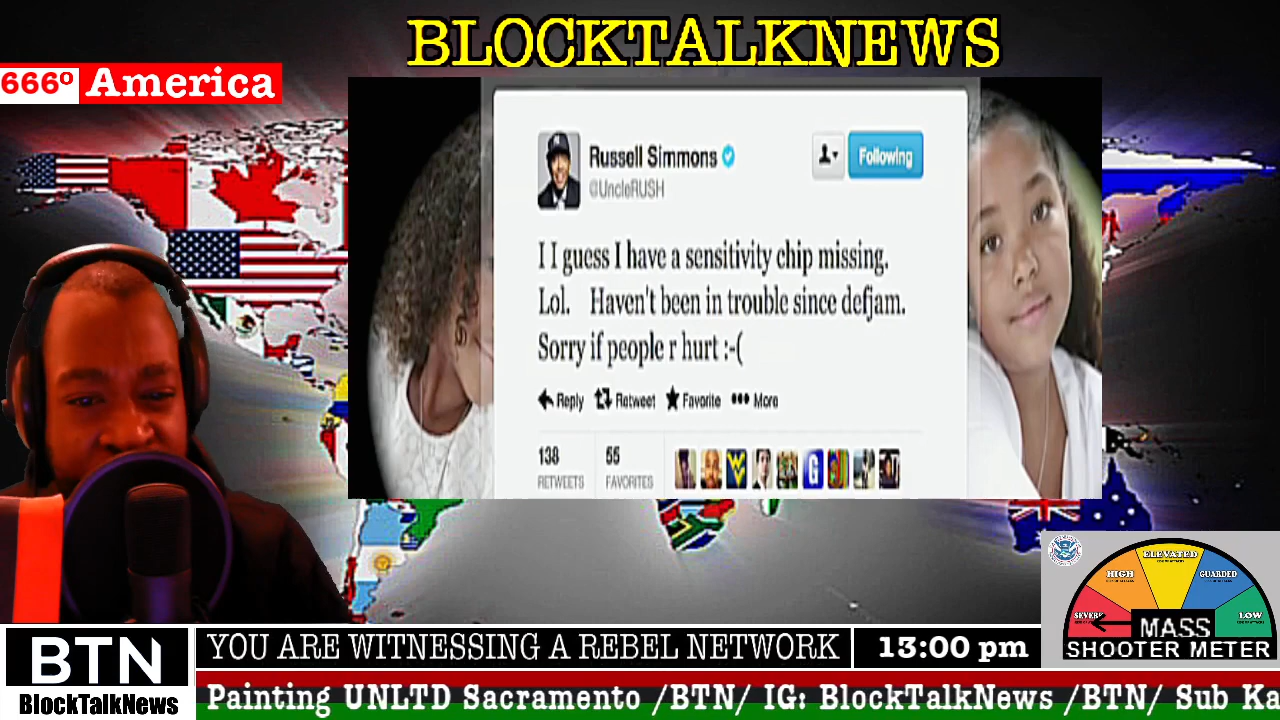 BLOCKTALKNEWS
666º America
Russell Simmons
@UncleRUSH
Following
I I guess I have a sensitivity chip missing.
Lol. Haven't been in trouble since defjam.
Sorry if people r hurt :-(
Reply Retweet Favorite More
138 55
RETWEETS FAVORITES
G
ELEVATED
HIGH GUARDED
SEVERE LOW
MASS
SHOOTER METER
BTN
BlockTalkNews
YOU ARE WITNESSING A REBEL NETWORK
13:00 pm
Painting UNLTD Sacramento /BTN/ IG: BlockTalkNews /BTN/ Sub Ka